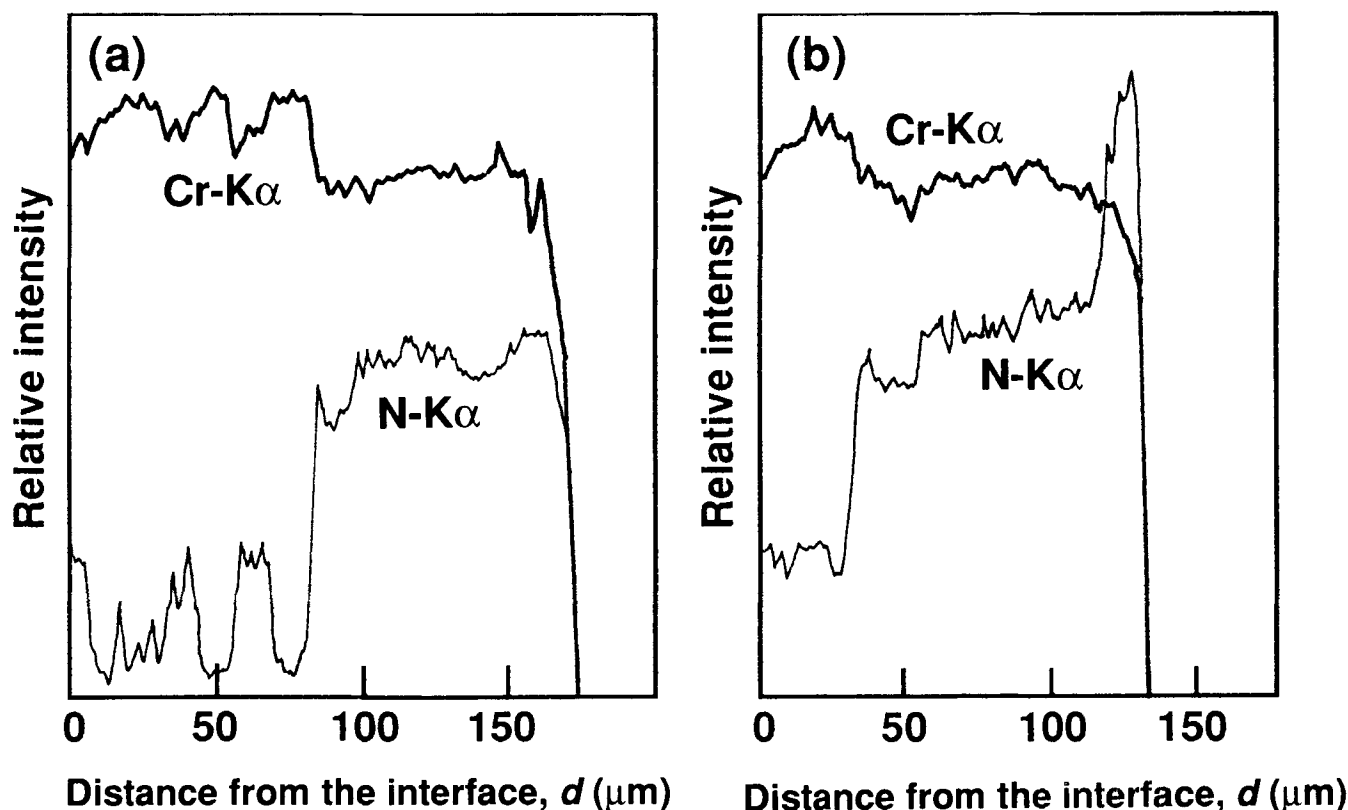 (a)
Cr-Kα
N-Kα
Relative intensity
0 50 100 150
Distance from the interface, d (μm)
(b)
Cr-Kα
N-Kα
Relative intensity
0 50 100 150
Distance from the interface, d (μm)